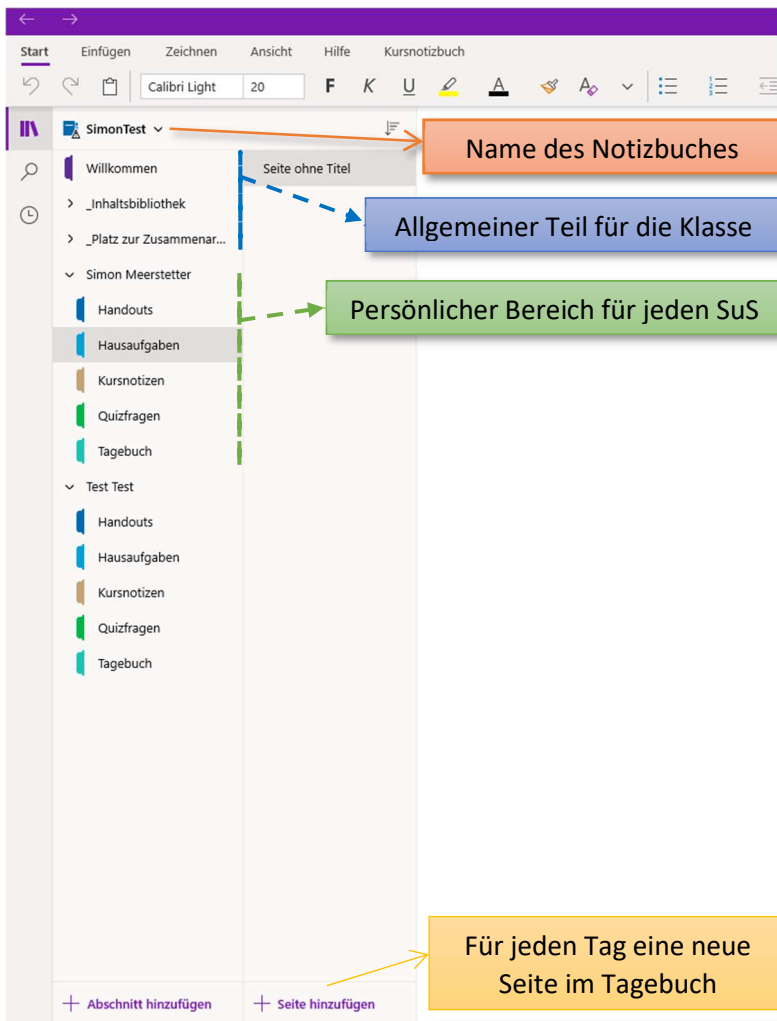 Start Einfügen Zeichnen Ansicht Hilfe Kursnotizbuch
Calibri Light 20 F K U A A
SimonTest
Name des Notizbuches
Willkommen
Seite ohne Titel
_Inhaltsbibliothek
Allgemeiner Teil für die Klasse
_Platz zur Zusammenar...
Simon Meerstetter
Handouts
Persönlicher Bereich für jeden SuS
Hausaufgaben
Kursnotizen
Quizfragen
Tagebuch
Test Test
Handouts
Hausaufgaben
Kursnotizen
Quizfragen
Tagebuch
Für jeden Tag eine neue
Seite im Tagebuch
+ Abschnitt hinzufügen
+ Seite hinzufügen